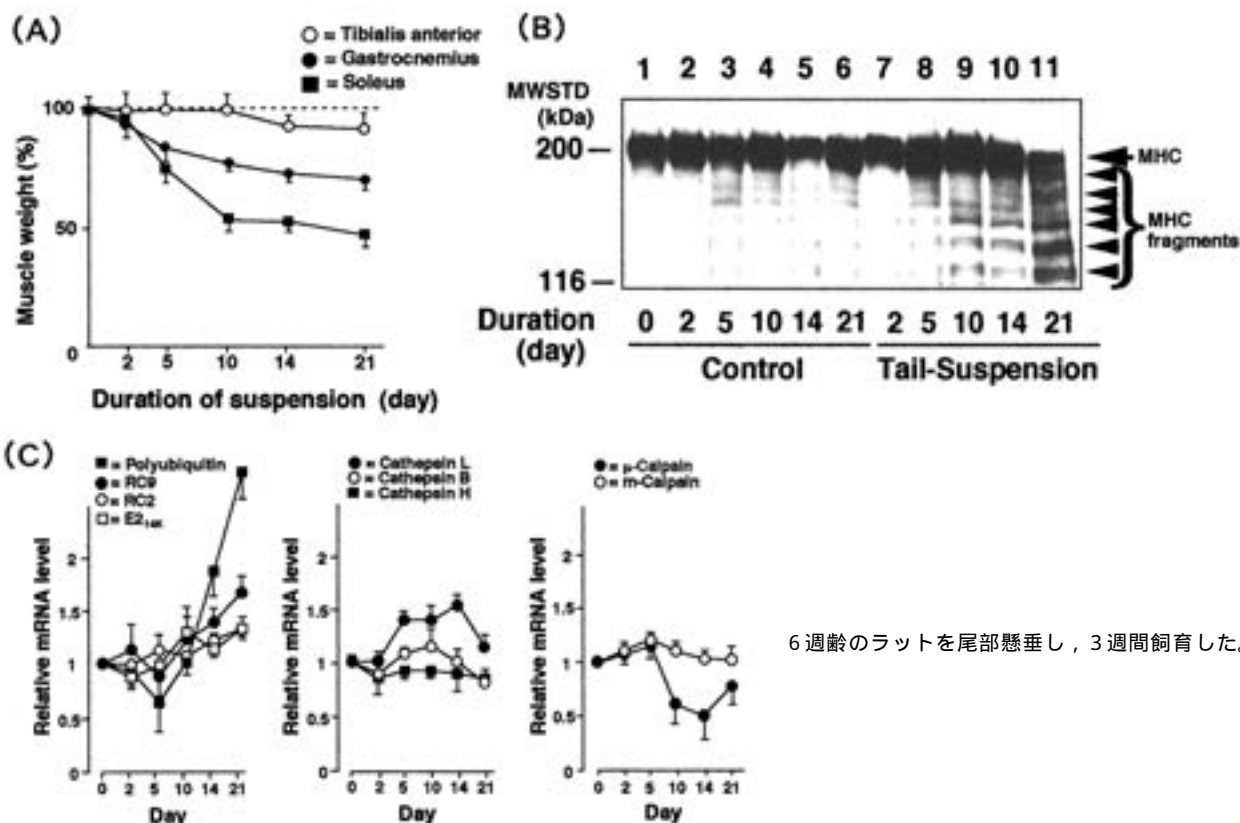 (A)
○ = Tibialis anterior
● = Gastrocnemius
■ = Soleus
Muscle weight (%)
100
50
0
2 5 10 14 21
Duration of suspension (day)
(B)
1 2 3 4 5 6 7 8 9 10 11
MWSTD
(kDa)
200
116
MHC
MHC
fragments
Duration
(day)
0 2 5 10 14 21 2 5 10 14 21
Control Tail-Suspension
(C)
■ = Polyubiquitin
● = RC9
○ = RC2
□ = E2₁₄ₖ
Relative mRNA level
2
1.5
1
0.5
0
0 2 5 10 14 21
Day
● = Cathepsin L
○ = Cathepsin B
■ = Cathepsin H
Relative mRNA level
2
1.5
1
0.5
0
0 2 5 10 14 21
Day
● = μ-Calpain
○ = m-Calpain
Relative mRNA level
2
1.5
1
0.5
0
0 2 5 10 14 21
Day
6週齢のラットを尾部懸垂し，3週間飼育した。